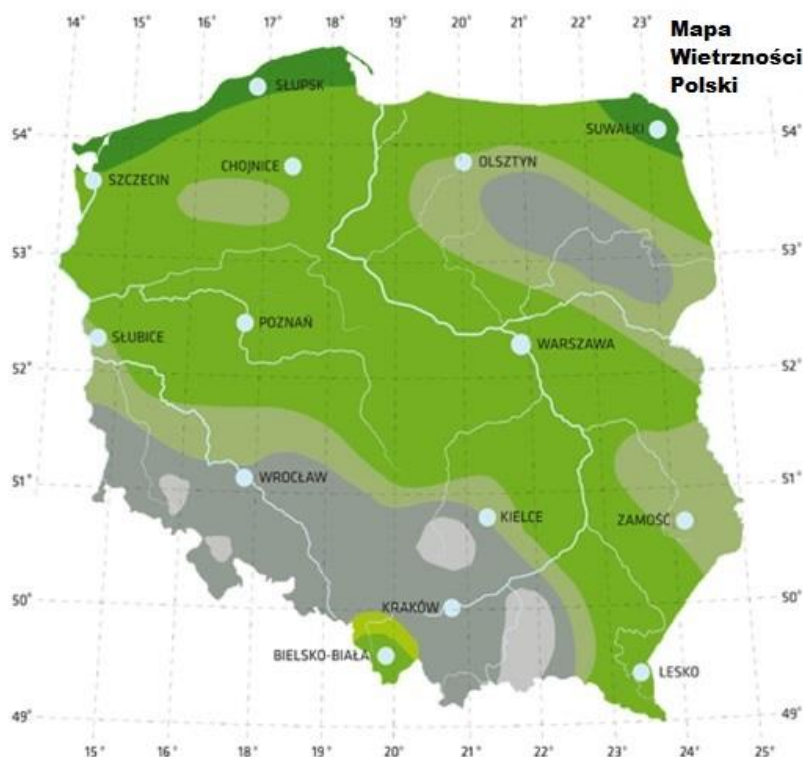 14° 15° 16° 17° 18° 19° 20° 21° 22° 23°
Mapa
Wietrzności
Polski
SŁUPSK
SUWAŁKI
54° 54°
CHOJNICE
OLSZTYN
SZCZECIN
53° 53°
POZNAŃ
SŁUBICE
WARSZAWA
52° 52°
WROCŁAW
51° 51°
KIELCE
ZAMOŚĆ
50° 50°
KRAKÓW
BIELSKO-BIAŁA
LESKO
49° 49°
15° 16° 17° 18° 19° 20° 21° 22° 23° 24° 25°